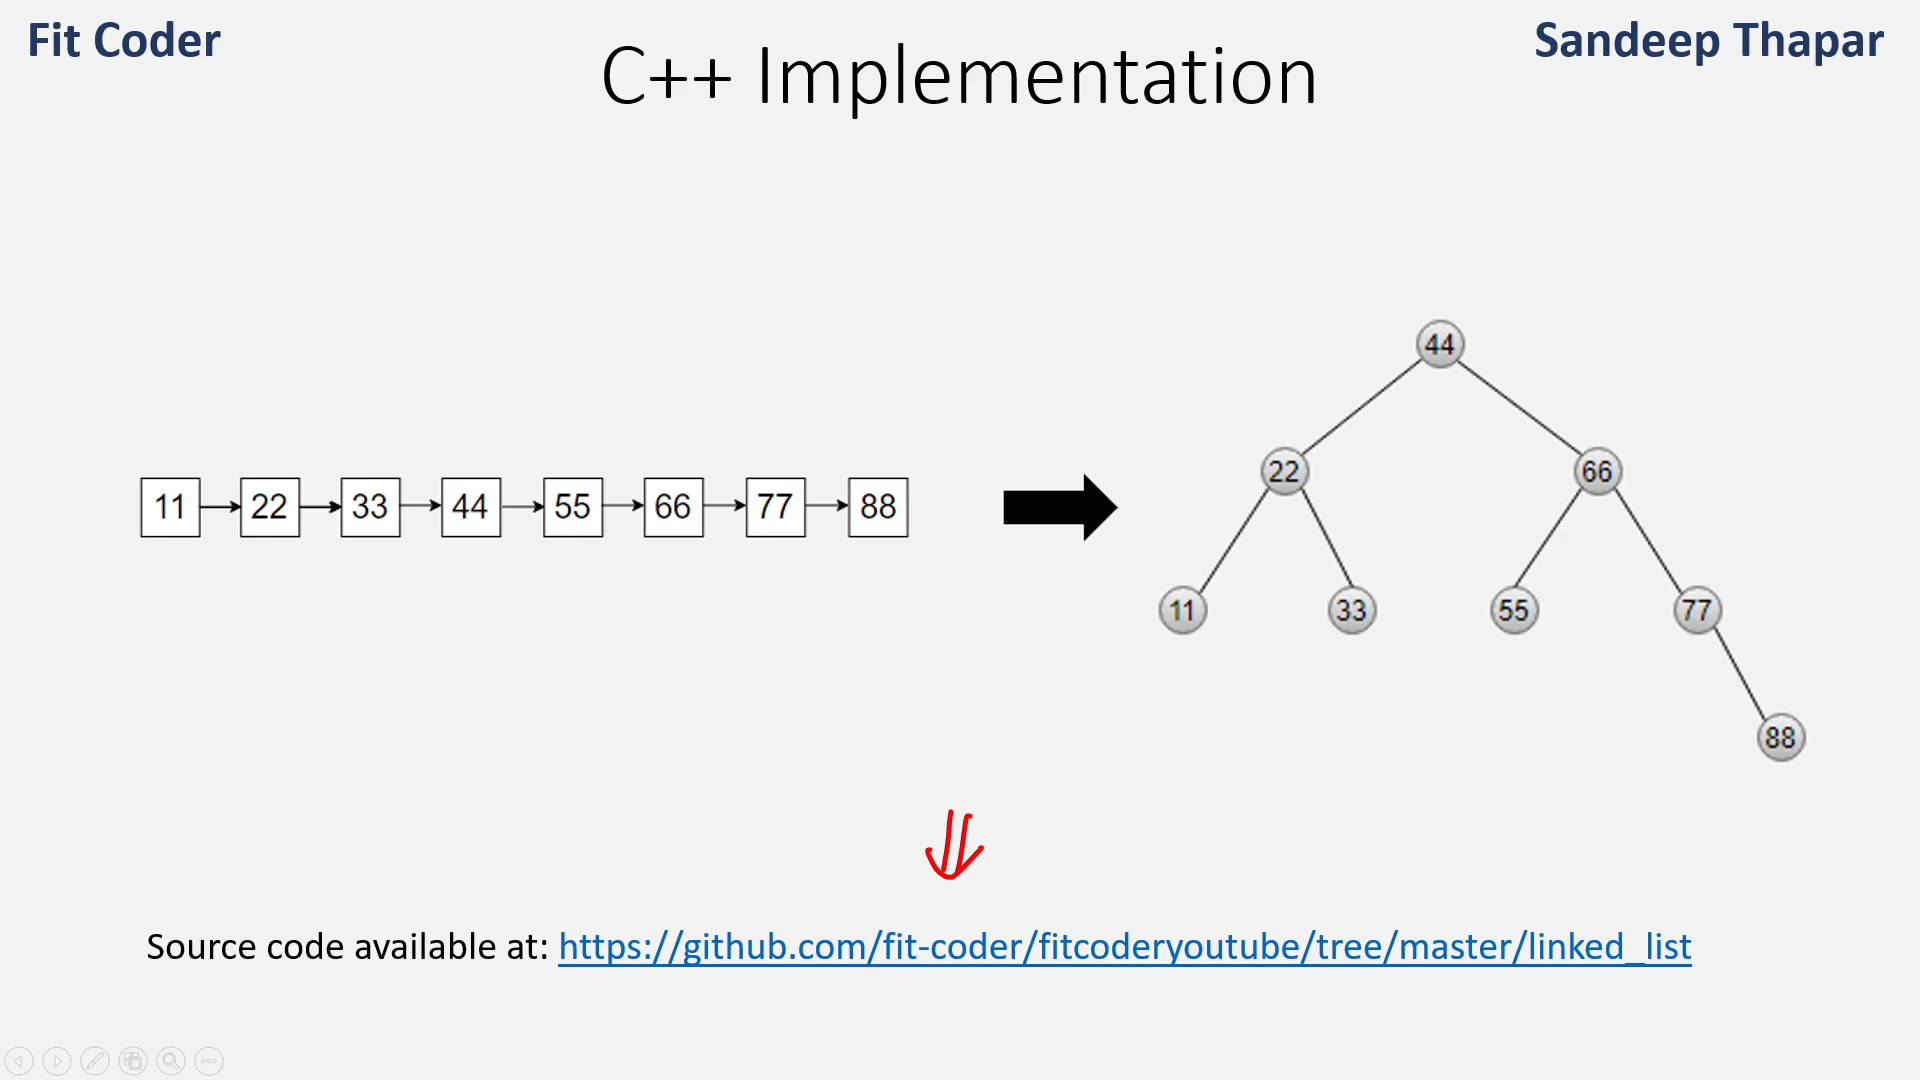 Fit Coder
Sandeep Thapar
C++ Implementation
44
22
66
11 22 33 44 55 66 77 88
11
33
55
77
88
Source code available at: https://github.com/fit-coder/fitcoderyoutube/tree/master/linked_list